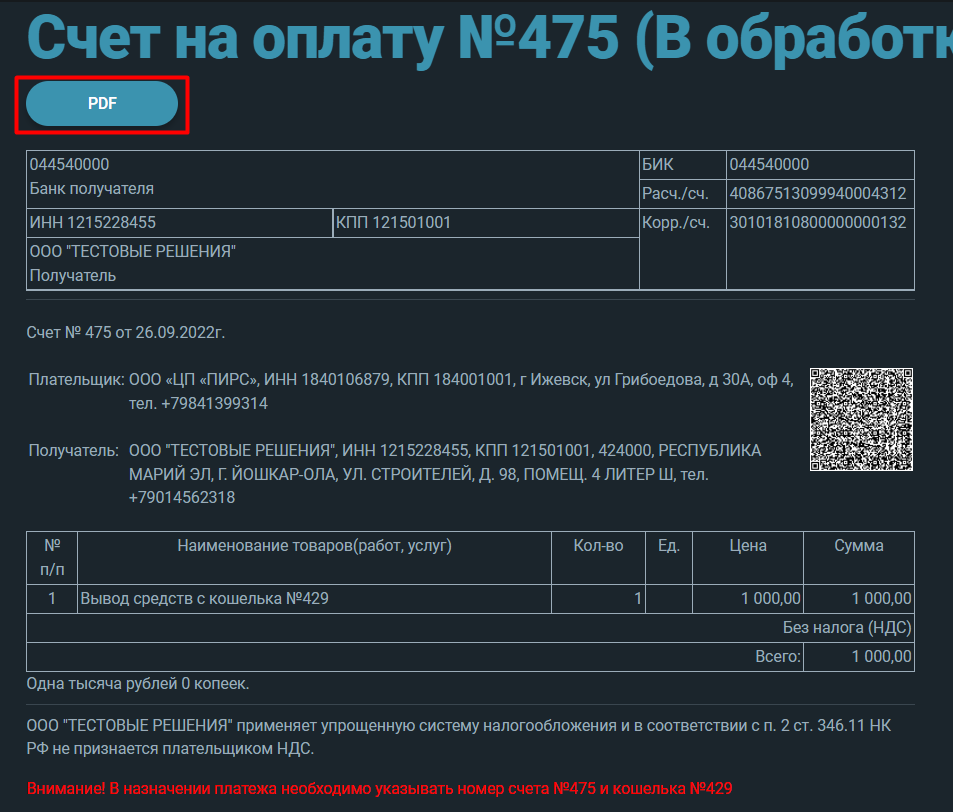 Счет на оплату №475 (В обработк
PDF
044540000
Банк получателя
БИК
044540000
Расч./сч.
40867513099940004312
ИНН 1215228455
КПП 121501001
Корр./сч.
30101810800000000132
ООО "ТЕСТОВЫЕ РЕШЕНИЯ"
Получатель
Счет № 475 от 26.09.2022г.
Плательщик: ООО «ЦП «ПИРС», ИНН 1840106879, КПП 184001001, г Ижевск, ул Грибоедова, д 30А, оф 4,
тел. +79841399314
Получатель: ООО "ТЕСТОВЫЕ РЕШЕНИЯ", ИНН 1215228455, КПП 121501001, 424000, РЕСПУБЛИКА
МАРИЙ ЭЛ, Г. ЙОШКАР-ОЛА, УЛ. СТРОИТЕЛЕЙ, Д. 98, ПОМЕЩ. 4 ЛИТЕР Ш, тел.
+79014562318
№ Наименование товаров(работ, услуг) Кол-во Ед. Цена Сумма
п/п
1 Вывод средств с кошелька №429 1 1 000,00 1 000,00
Без налога (НДС)
Всего: 1 000,00
Одна тысяча рублей 0 копеек.
ООО "ТЕСТОВЫЕ РЕШЕНИЯ" применяет упрощенную систему налогообложения и в соответствии с п. 2 ст. 346.11 НК
РФ не признается плательщиком НДС.
Внимание! В назначении платежа необходимо указывать номер счета №475 и кошелька №429